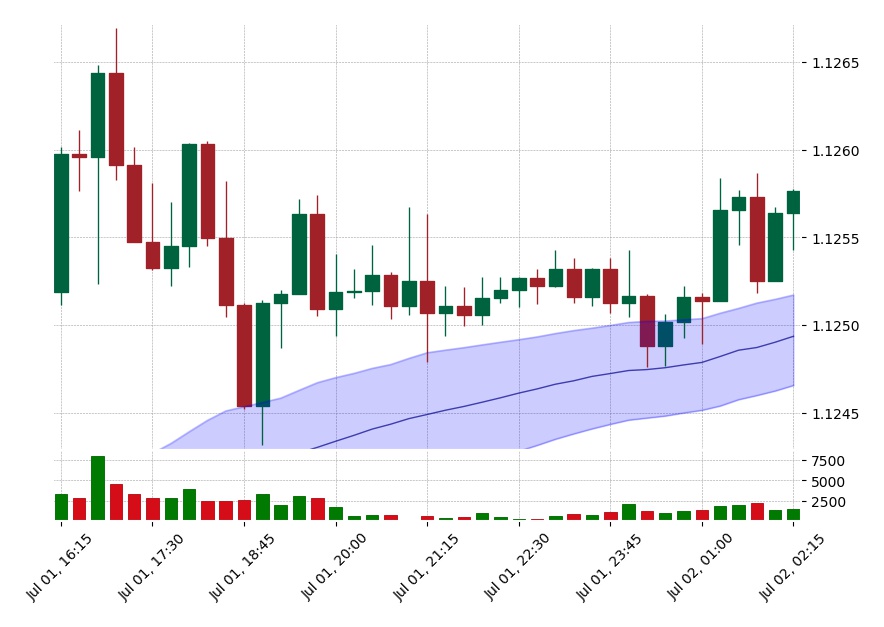 1.1265
1.1260
1.1255
1.1250
1.1245
7500
5000
2500
Jul 01, 16:15
Jul 01, 17:30
Jul 01, 18:45
Jul 01, 20:00
Jul 01, 21:15
Jul 01, 22:30
Jul 01, 23:45
Jul 02, 01:00
Jul 02, 02:15